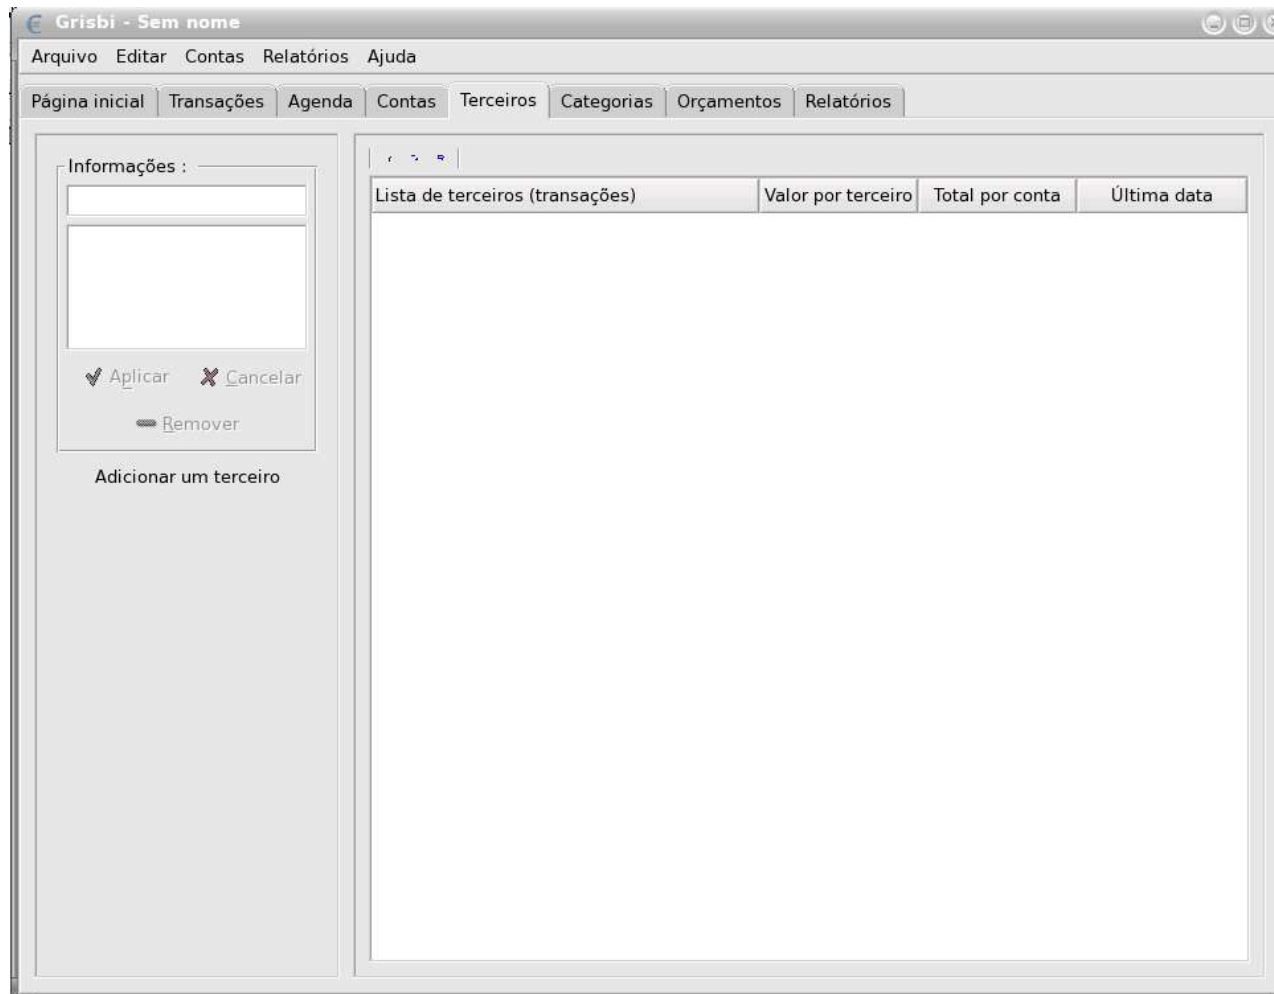 Grisbi - Sem nome
Arquivo Editar Contas Relatórios Ajuda
Página inicial Transações Agenda Contas Terceiros Categorias Orçamentos Relatórios
Informações :
Aplicar Cancelar
Remover
Adicionar um terceiro
Lista de terceiros (transações) Valor por terceiro Total por conta Última data